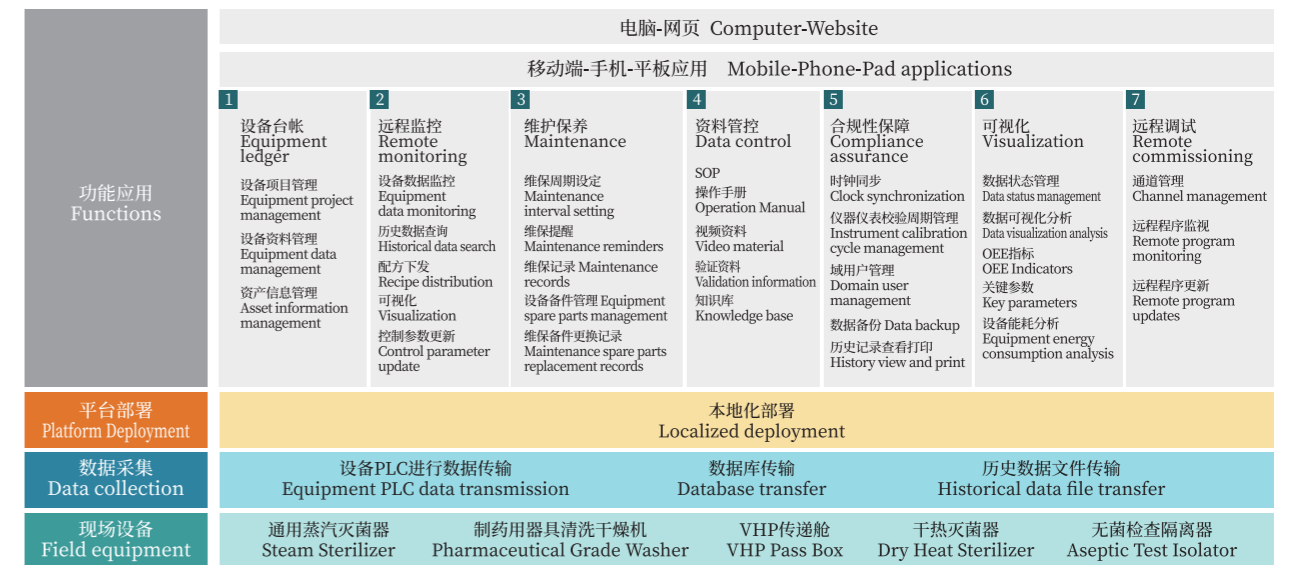 功能应用
Functions
电脑-网页 Computer-Website
移动端-手机-平板应用 Mobile-Phone-Pad applications
1
设备台帐
Equipment
ledger
设备项目管理
Equipment project
management
设备资料管理
Equipment data
management
资产信息管理
Asset information
management
2
远程监控
Remote
monitoring
设备数据监控
Equipment
data monitoring
历史数据查询
Historical data search
配方下发
Recipe distribution
可视化
Visualization
控制参数更新
Control parameter
update
3
维护保养
Maintenance
维保周期设定
Maintenance
interval setting
维保提醒
Maintenance reminders
维保记录 Maintenance
records
设备备件管理 Equipment
spare parts management
维保备件更换记录
Maintenance spare parts
replacement records
4
资料管控
Data control
SOP
操作手册
Operation Manual
视频资料
Video material
验证资料
Validation information
知识库
Knowledge base
5
合规性保障
Compliance
assurance
时钟同步
Clock synchronization
仪器仪表校验周期管理
Instrument calibration
cycle management
域用户管理
Domain user
management
数据备份 Data backup
历史记录查看打印
History view and print
6
可视化
Visualization
数据状态管理
Data status management
数据可视化分析
Data visualization analysis
OEE指标
OEE Indicators
关键参数
Key parameters
设备能耗分析
Equipment energy
consumption analysis
7
远程调试
Remote
commissioning
通道管理
Channel management
远程程序监视
Remote program
monitoring
远程程序更新
Remote program
updates
平台部署
Platform Deployment
本地化部署
Localized deployment
数据采集
Data collection
设备PLC进行数据传输
Equipment PLC data transmission
数据库传输
Database transfer
历史数据文件传输
Historical data file transfer
现场设备
Field equipment
通用蒸汽灭菌器
Steam Sterilizer
制药用器具清洗干燥机
Pharmaceutical Grade Washer
VHP传递舱
VHP Pass Box
干热灭菌器
Dry Heat Sterilizer
无菌检查隔离器
Aseptic Test Isolator